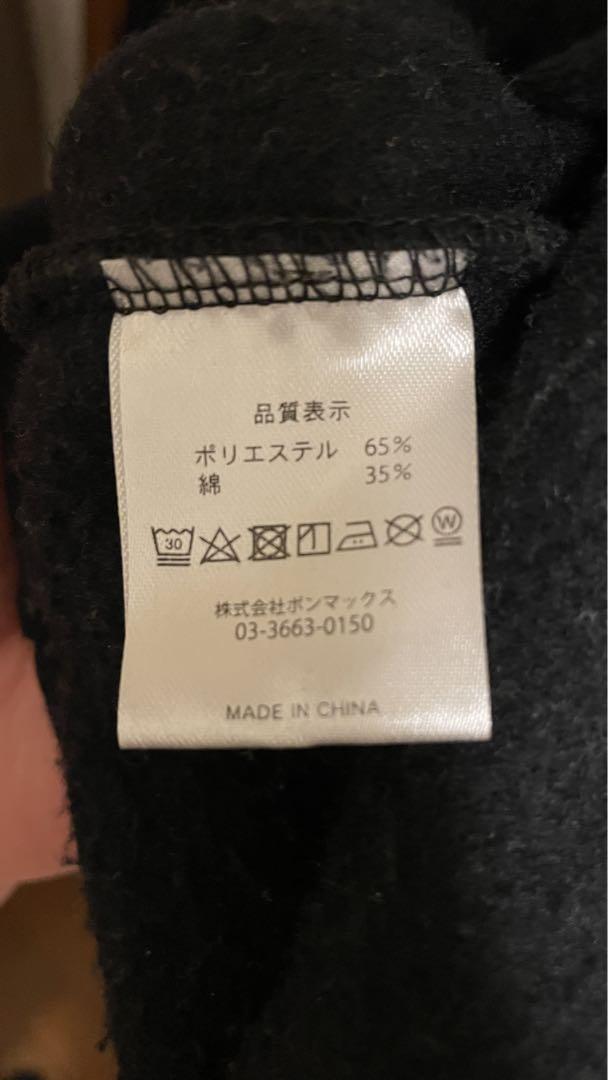 品質表示
ポリエステル 65%
綿 35%
30 W
株式会社ボンマックス
03-3663-0150
MADE IN CHINA